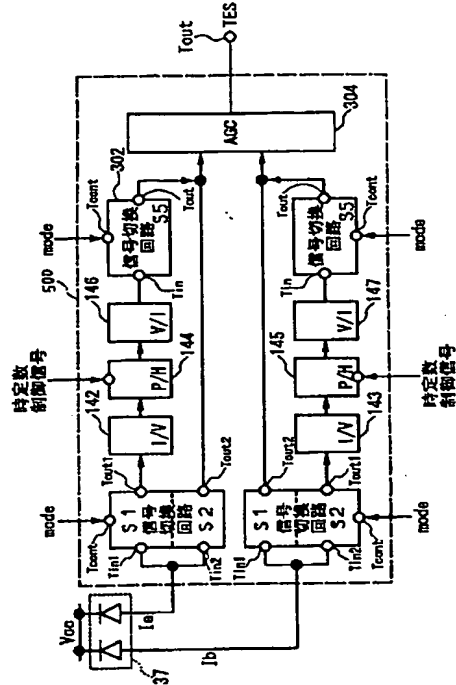 Vcc
37
Ia
Ib
500
mode
Tcont
Tin1
Tin2
S1
信号
切換
回路
S2
Tout1
Tout2
142
I/V
時定数
制御信号
144
P/H
146
V/I
mode
Tcont
302
Tin
信号切換
回路
S5
Tout
AGC
304
Tout
TES
Tin1
Tin2
S1
信号
切換
回路
S2
Tcont
mode
Tout2
Tout1
143
I/V
145
P/H
時定数
制御信号
147
V/I
Tin
信号切換
回路
S5
Tout
Tcont
mode